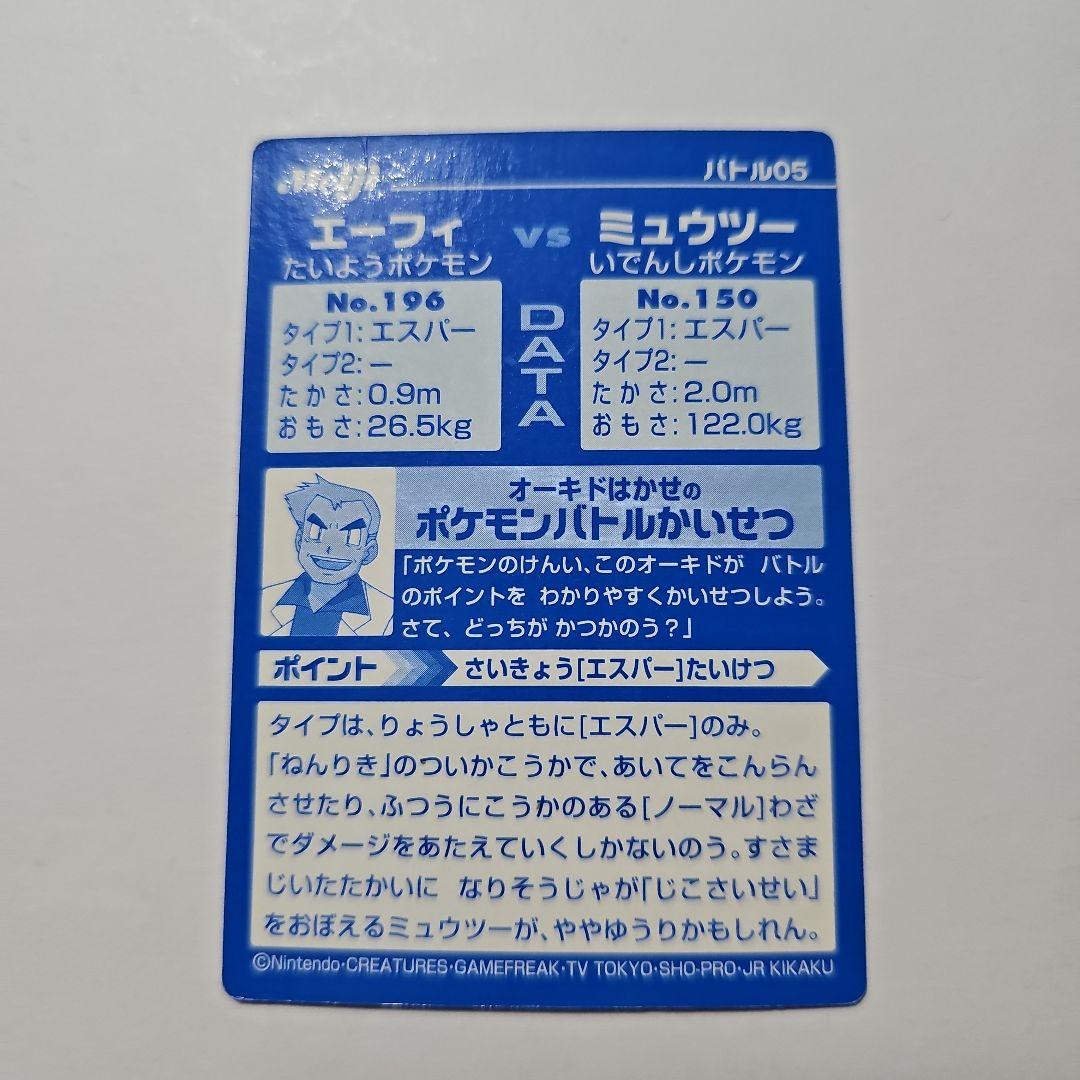 Meiji
バトル05
エーフィ vs ミュウツー
たいようポケモン いでんしポケモン
No.196
タイプ1:エスパー
タイプ2:ー
たかさ:0.9m
おもさ:26.5kg
DATA
No.150
タイプ1:エスパー
タイプ2:ー
たかさ:2.0m
おもさ:122.0kg
オーキドはかせの
ポケモンバトルかいせつ
「ポケモンのけんい、このオーキドが バトル
のポイントを わかりやすくかいせつしよう。
さて、どっちが かつかのう？」
ポイント さいきょう[エスパー]たいけつ
タイプは、りょうしゃともに[エスパー]のみ。
「ねんりき」のついかこうかで、あいてをこんらん
させたり、ふつうにこうかのある[ノーマル]わざ
でダメージをあたえていくしかないのう。すさま
じいたたかいに なりそうじゃが「じこさいせい」
をおぼえるミュウツーが、ややゆうりかもしれん。
©Nintendo･CREATURES･GAMEFREAK･TV TOKYO･SHO-PRO･JR KIKAKU